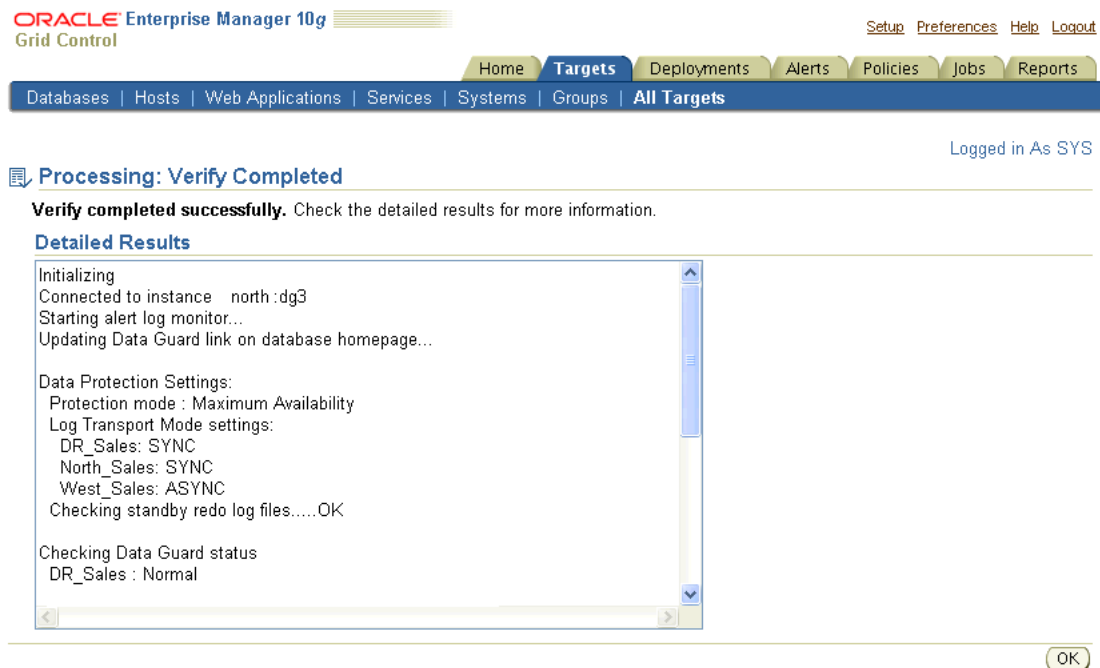 ORACLE Enterprise Manager 10g
Grid Control
Setup Preferences Help Logout
Home Targets Deployments Alerts Policies Jobs Reports
Databases | Hosts | Web Applications | Services | Systems | Groups | All Targets
Logged in As SYS
Processing: Verify Completed
Verify completed successfully. Check the detailed results for more information.
Detailed Results
Initializing
Connected to instance north:dg3
Starting alert log monitor...
Updating Data Guard link on database homepage...
Data Protection Settings:
Protection mode : Maximum Availability
Log Transport Mode settings:
DR_Sales: SYNC
North_Sales: SYNC
West_Sales: ASYNC
Checking standby redo log files.....OK
Checking Data Guard status
DR_Sales : Normal
OK